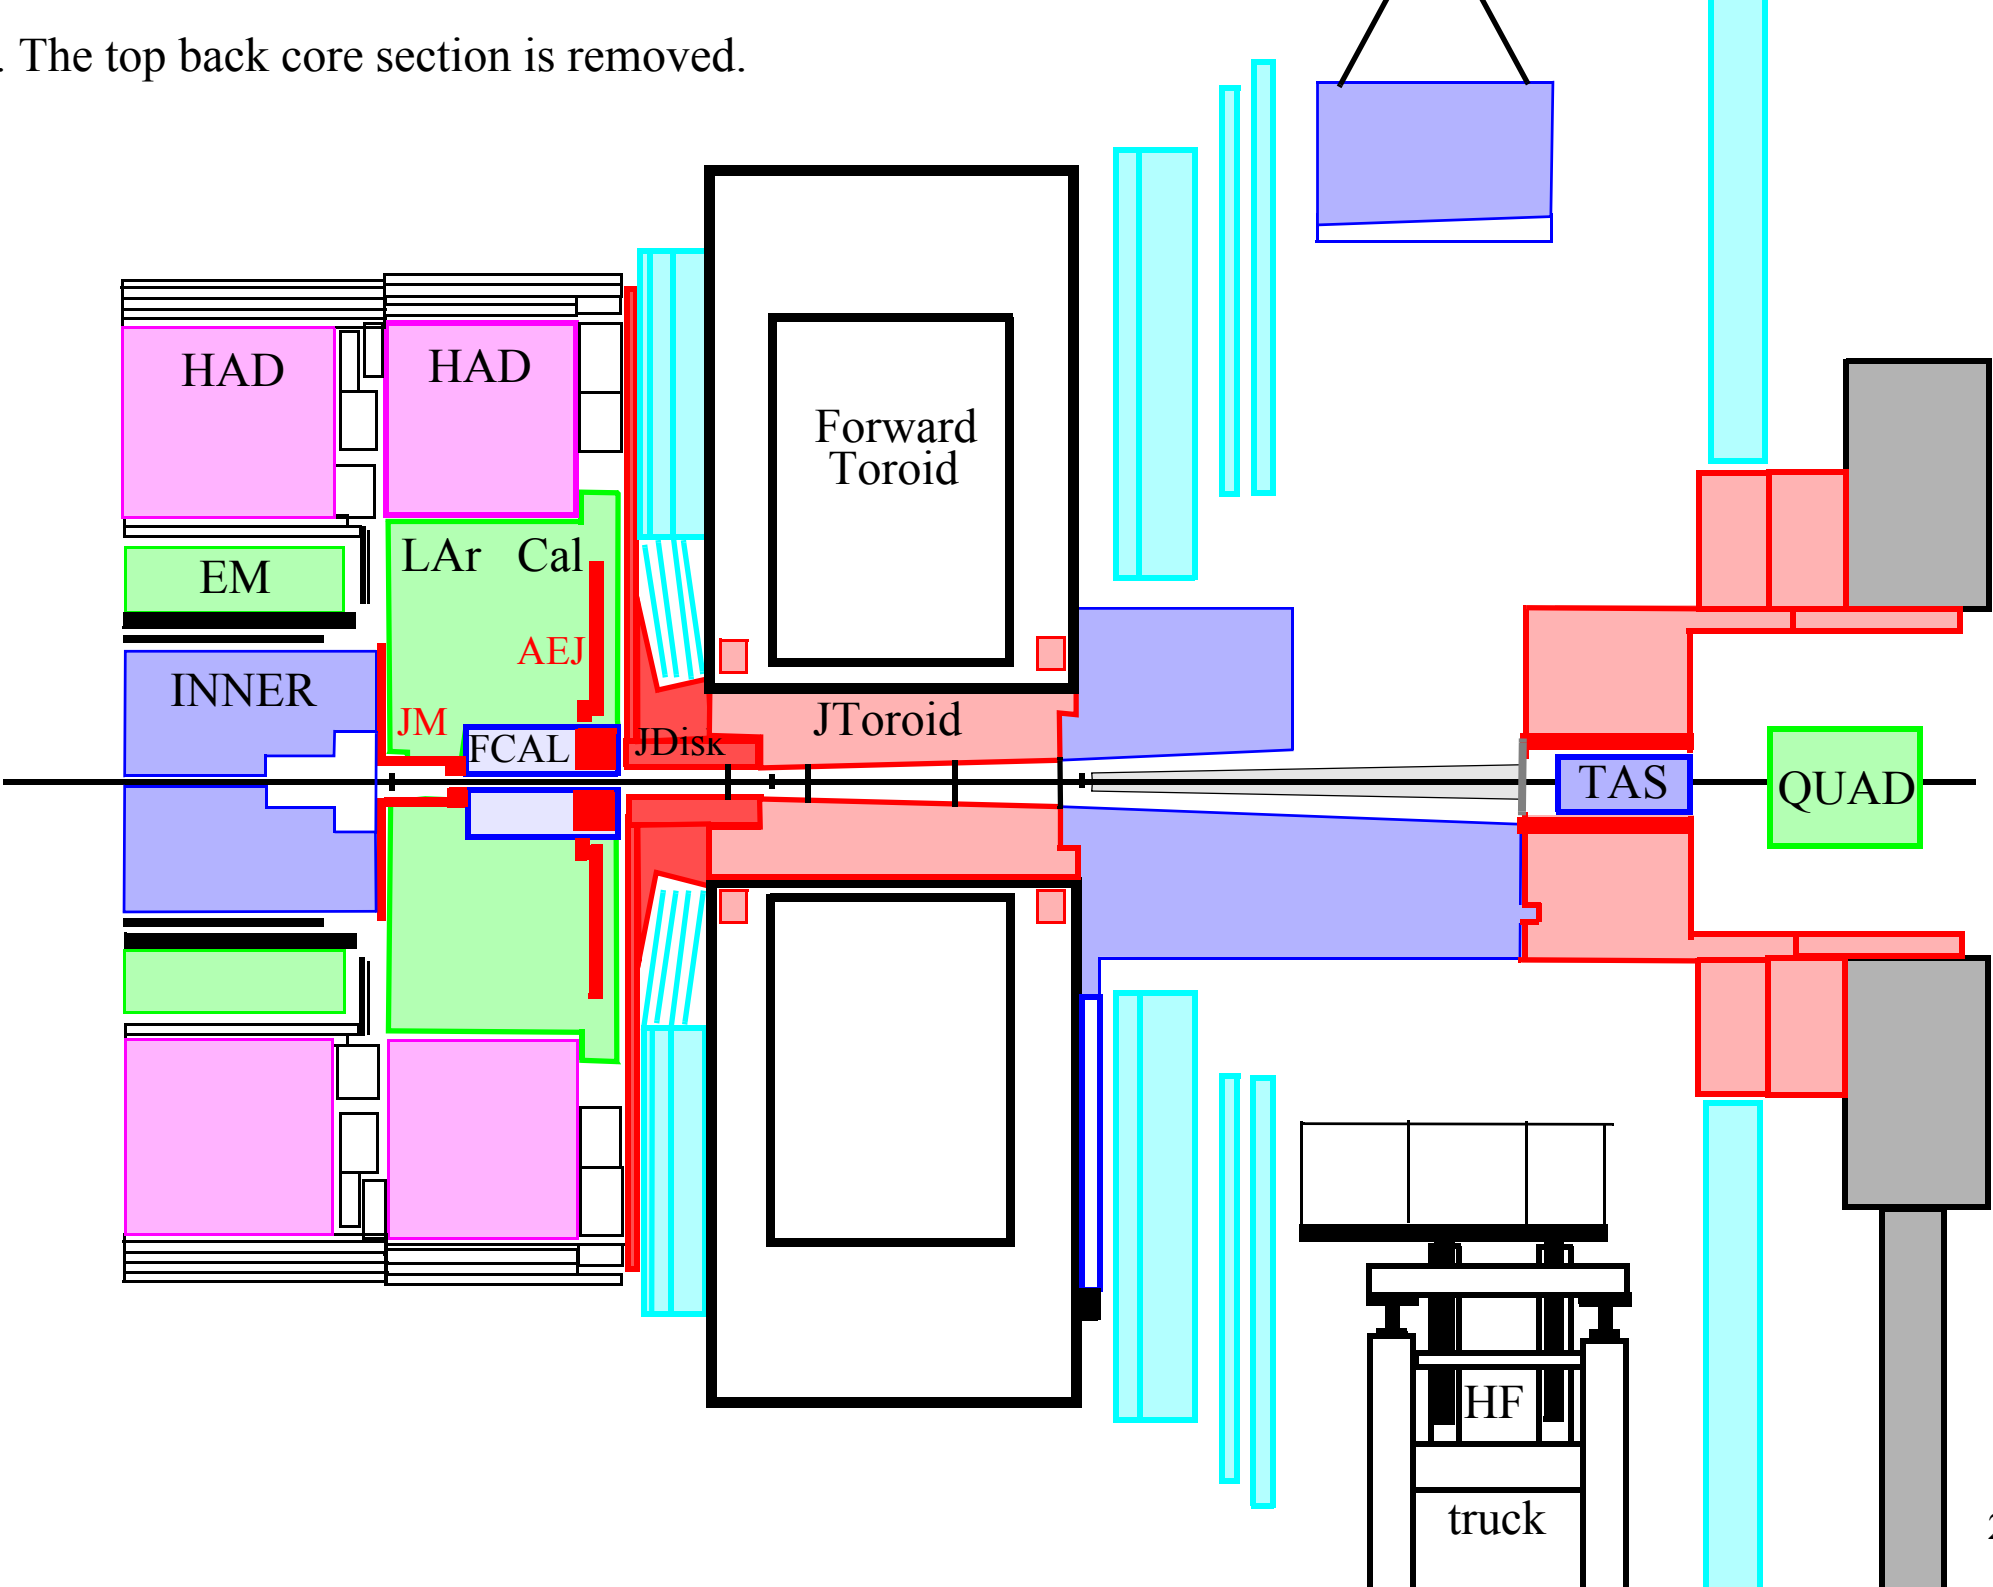 . The top back core section is removed.
HAD
HAD
Forward
Toroid
LAr Cal
EM
AEJ
INNER
JM
JToroid
FCAL
JDisk
TAS
QUAD
HF
truck